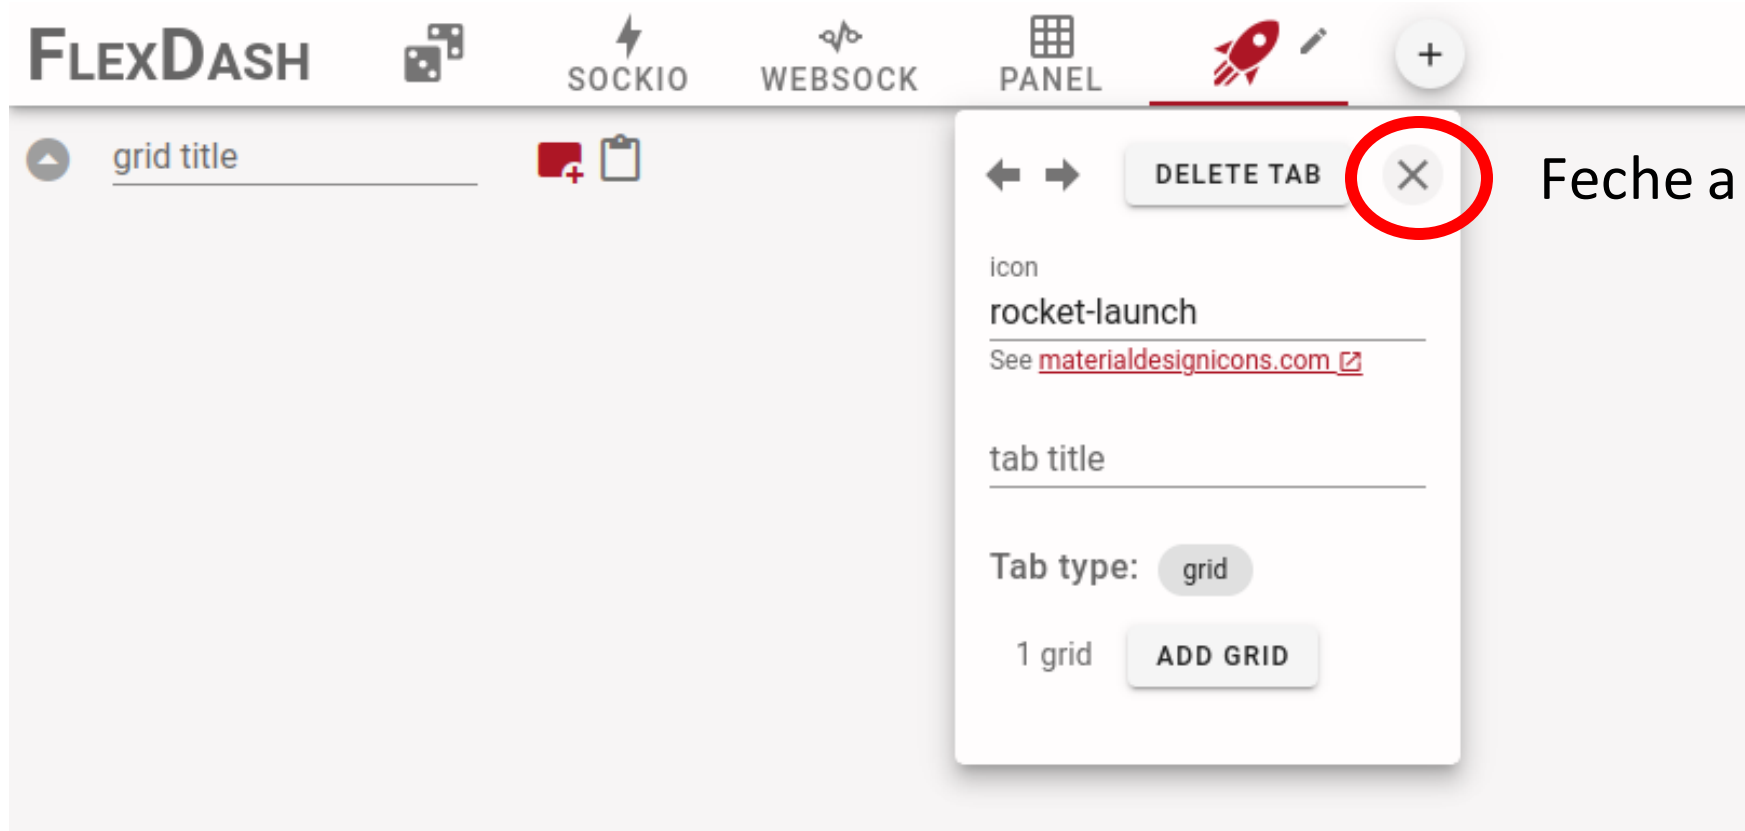 FLEXDASH
SOCKIO
WEBSOCK
PANEL
grid title
DELETE TAB
Feche a
icon
rocket-launch
See materialdesignicons.com
tab title
Tab type: grid
1 grid ADD GRID